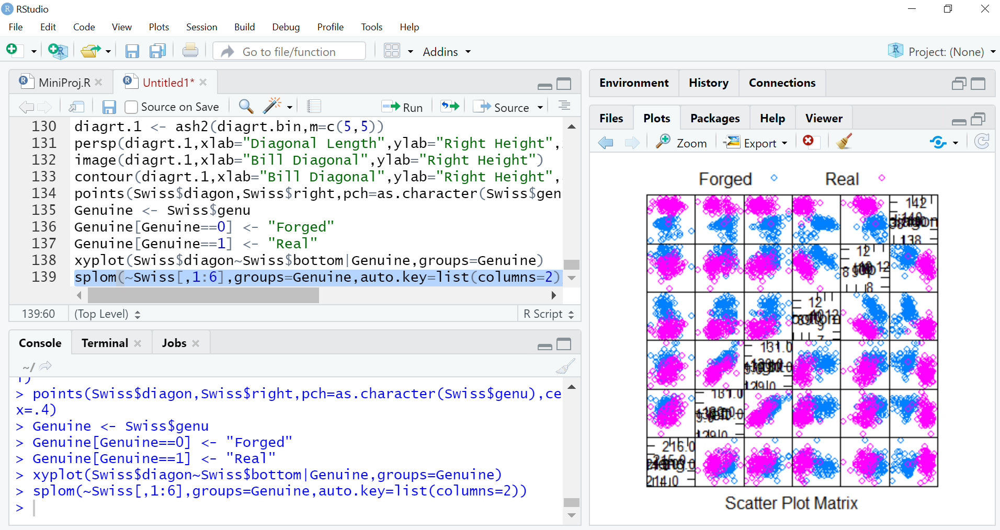 RStudio
File Edit Code View Plots Session Build Debug Profile Tools Help
Go to file/function Addins Project: (None)
MiniProj.R Untitled1*
Source on Save Run Source
130 diagrt.1 <- ash2(diagrt.bin,m=c(5,5))
131 persp(diagrt.1,xlab="Diagonal Length",ylab="Right Height",
132 image(diagrt.1,xlab="Bill Diagonal",ylab="Right Height")
133 contour(diagrt.1,xlab="Bill Diagonal",ylab="Right Height",
134 points(Swiss$diagon,Swiss$right,pch=as.character(Swiss$gen
135 Genuine <- Swiss$genu
136 Genuine[Genuine==0] <- "Forged"
137 Genuine[Genuine==1] <- "Real"
138 xyplot(Swiss$diagon~Swiss$bottom|Genuine,groups=Genuine)
139 splom(~Swiss[,1:6],groups=Genuine,auto.key=list(columns=2)
139:60 (Top Level) R Script
Console Terminal Jobs
~/
> points(Swiss$diagon,Swiss$right,pch=as.character(Swiss$genu),ce
x=.4)
> Genuine <- Swiss$genu
> Genuine[Genuine==0] <- "Forged"
> Genuine[Genuine==1] <- "Real"
> xyplot(Swiss$diagon~Swiss$bottom|Genuine,groups=Genuine)
> splom(~Swiss[,1:6],groups=Genuine,auto.key=list(columns=2))
>
Environment History Connections
Files Plots Packages Help Viewer
Zoom Export
Forged Real
142
138
12
12
8
8
12
12
131.0
131.0
216.0
Scatter Plot Matrix